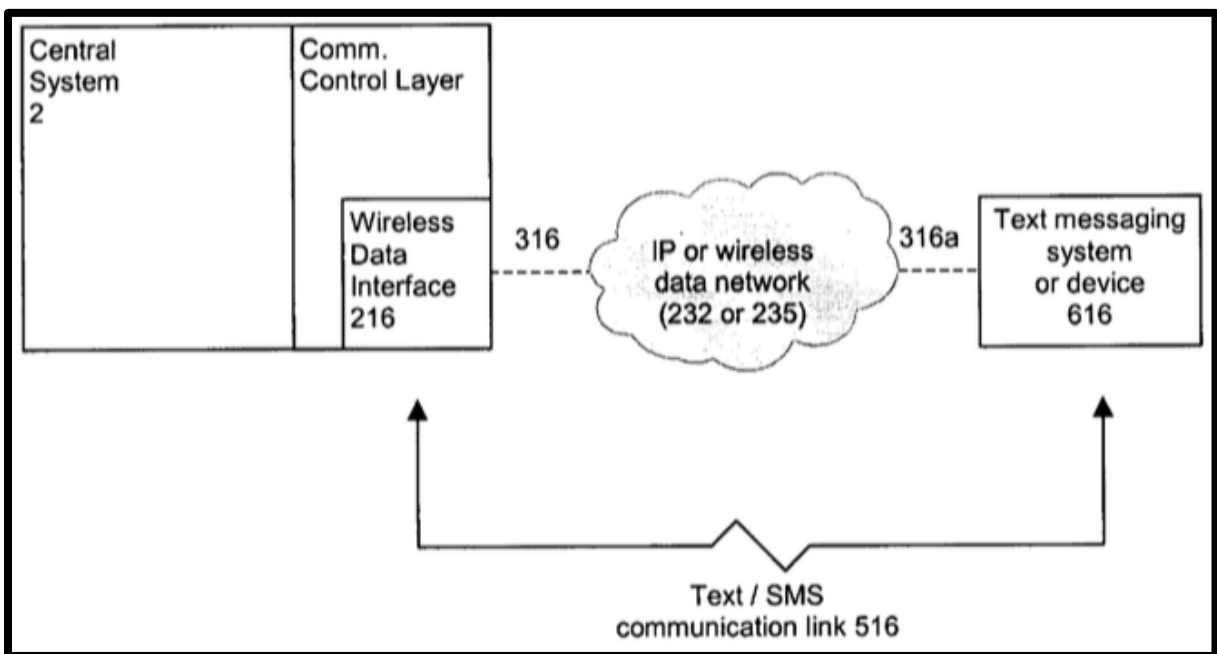 Central
System
2
Comm.
Control Layer
Wireless
Data
Interface
216
316
IP or wireless
data network
(232 or 235)
316a
Text messaging
system
or device
616
Text / SMS
communication link 516